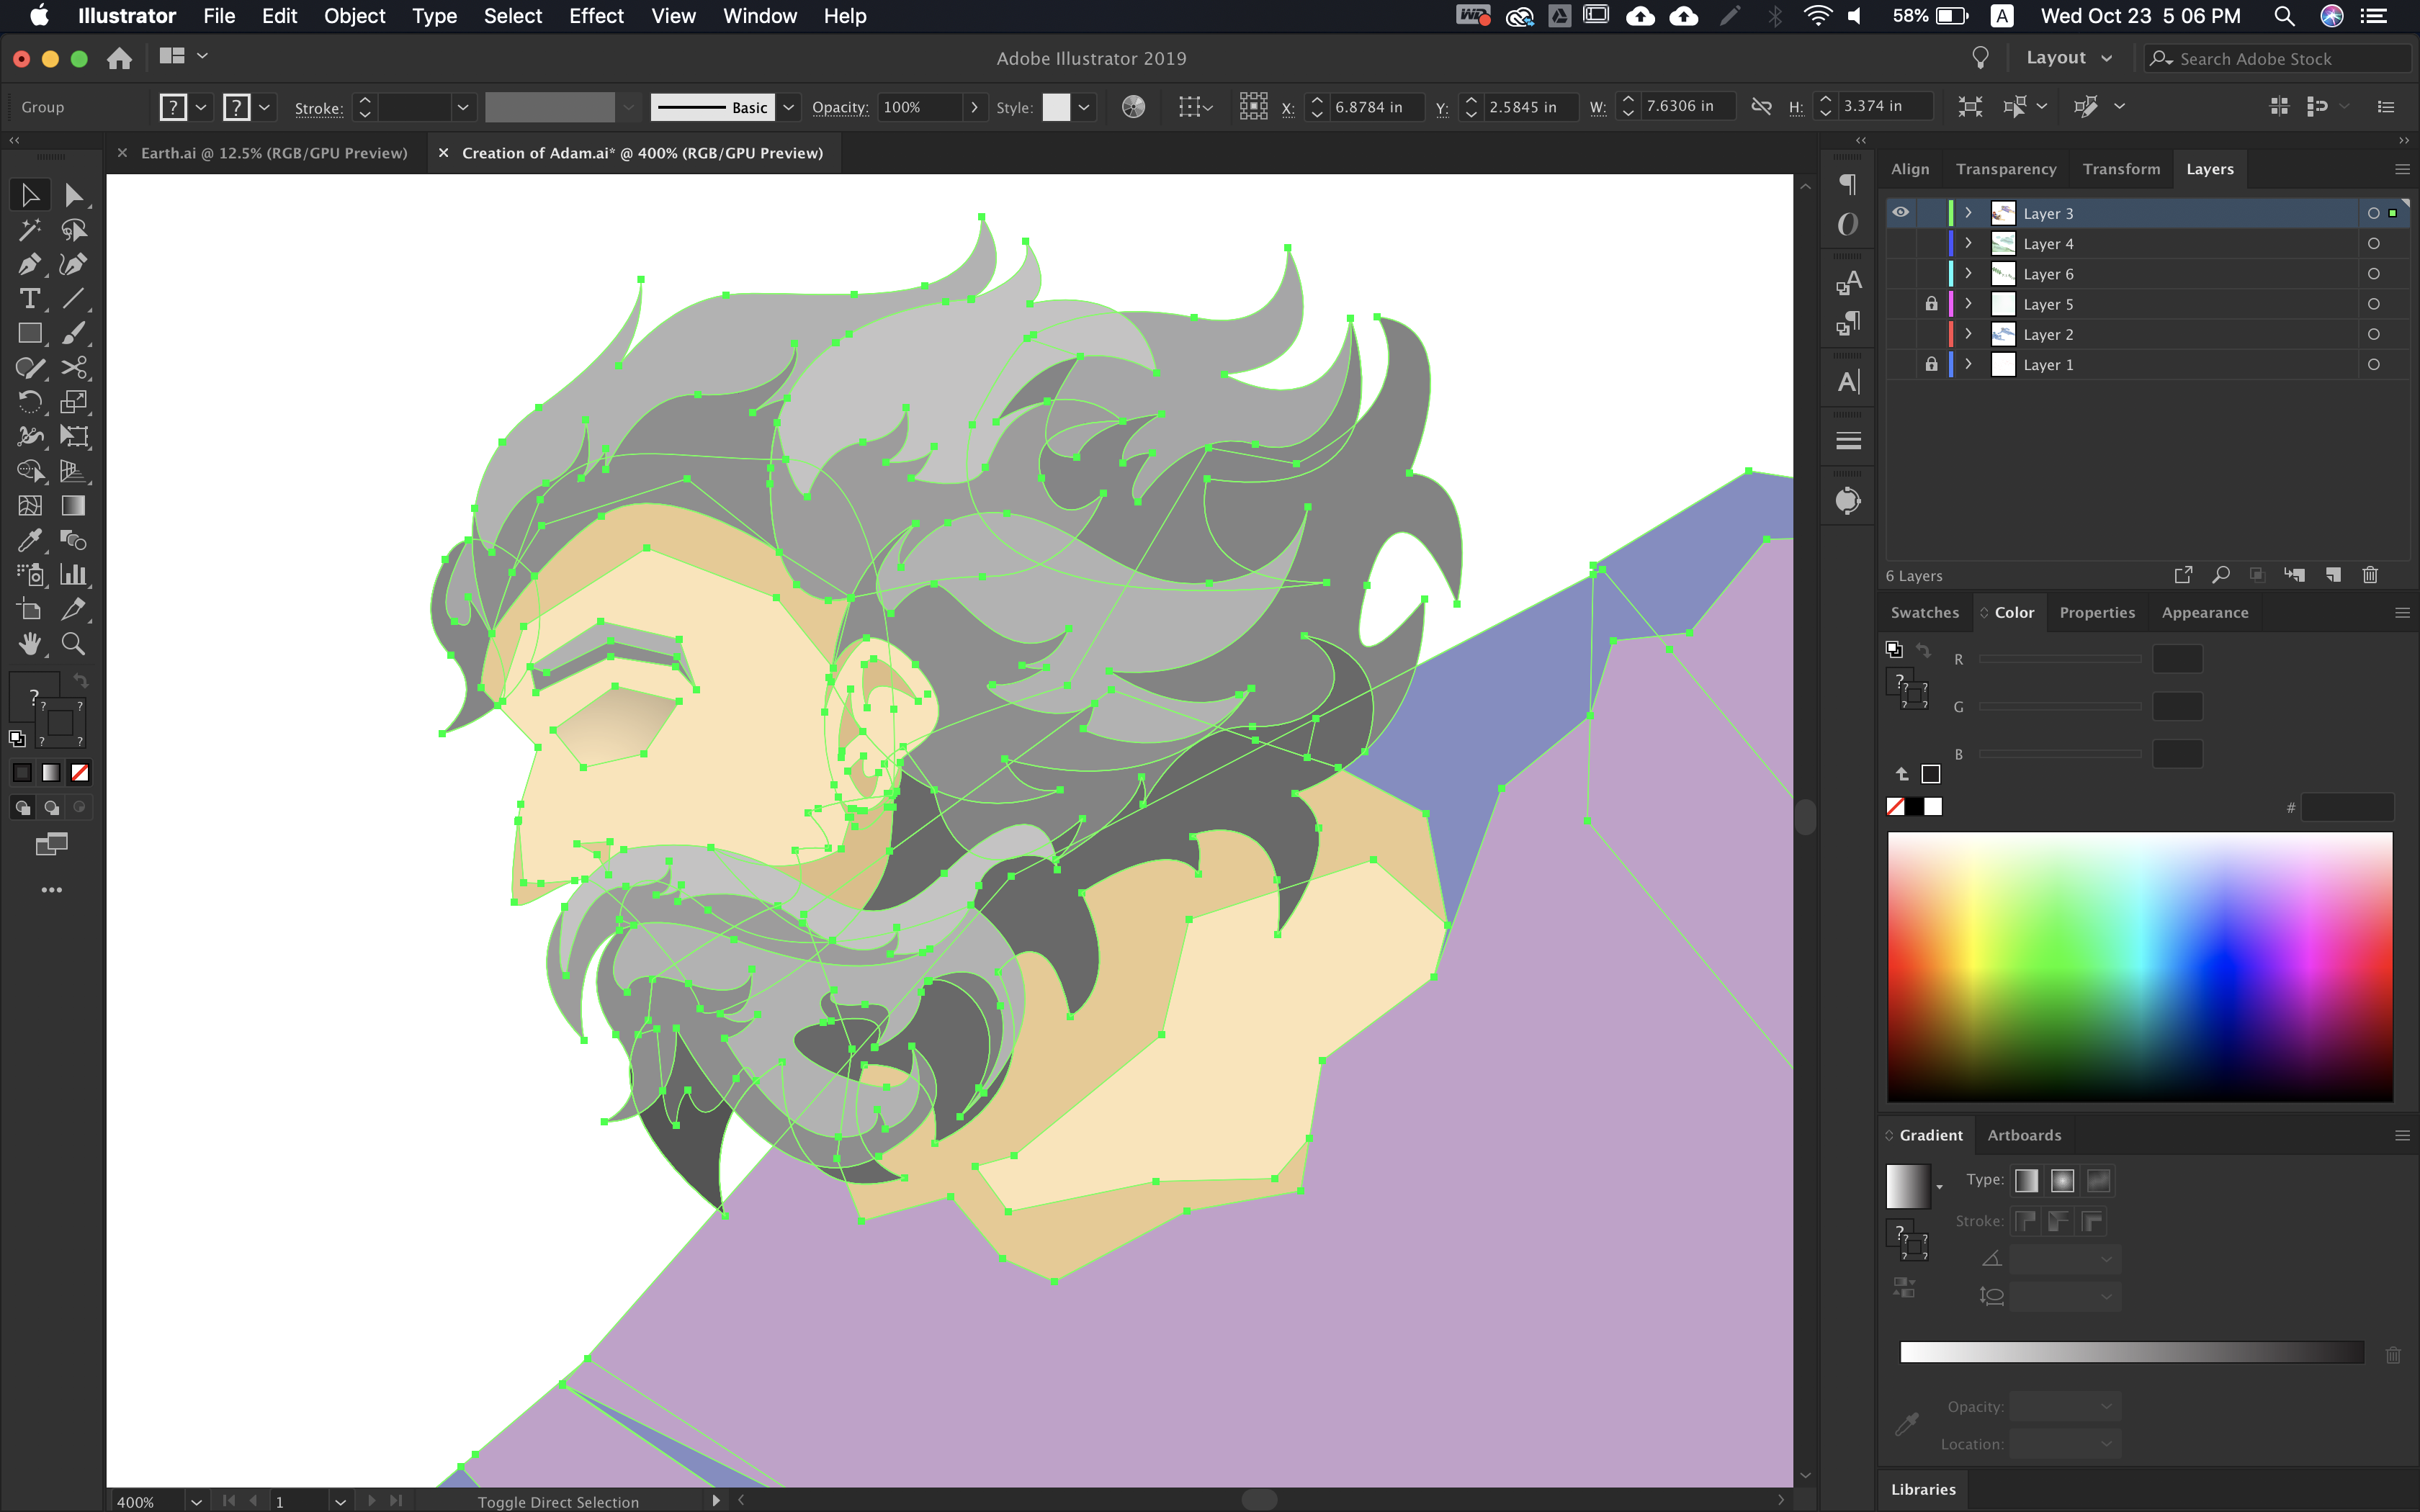 Illustrator File Edit Object Type Select Effect View Window Help 58% A Wed Oct 23 5 06 PM
Adobe Illustrator 2019 Layout Search Adobe Stock
Group ? ? Stroke: Basic Opacity: 100% Style: X: 6.8784 in Y: 2.5845 in W: 7.6306 in H: 3.374 in
Earth.ai @ 12.5% (RGB/GPU Preview) Creation of Adam.ai* @ 400% (RGB/GPU Preview)
Align Transparency Transform Layers
Layer 3
Layer 4
Layer 6
Layer 5
Layer 2
Layer 1
6 Layers
Swatches Color Properties Appearance
R
G
B
#
Gradient Artboards
Type:
Stroke:
Opacity:
Location:
Libraries
400% 1 Toggle Direct Selection